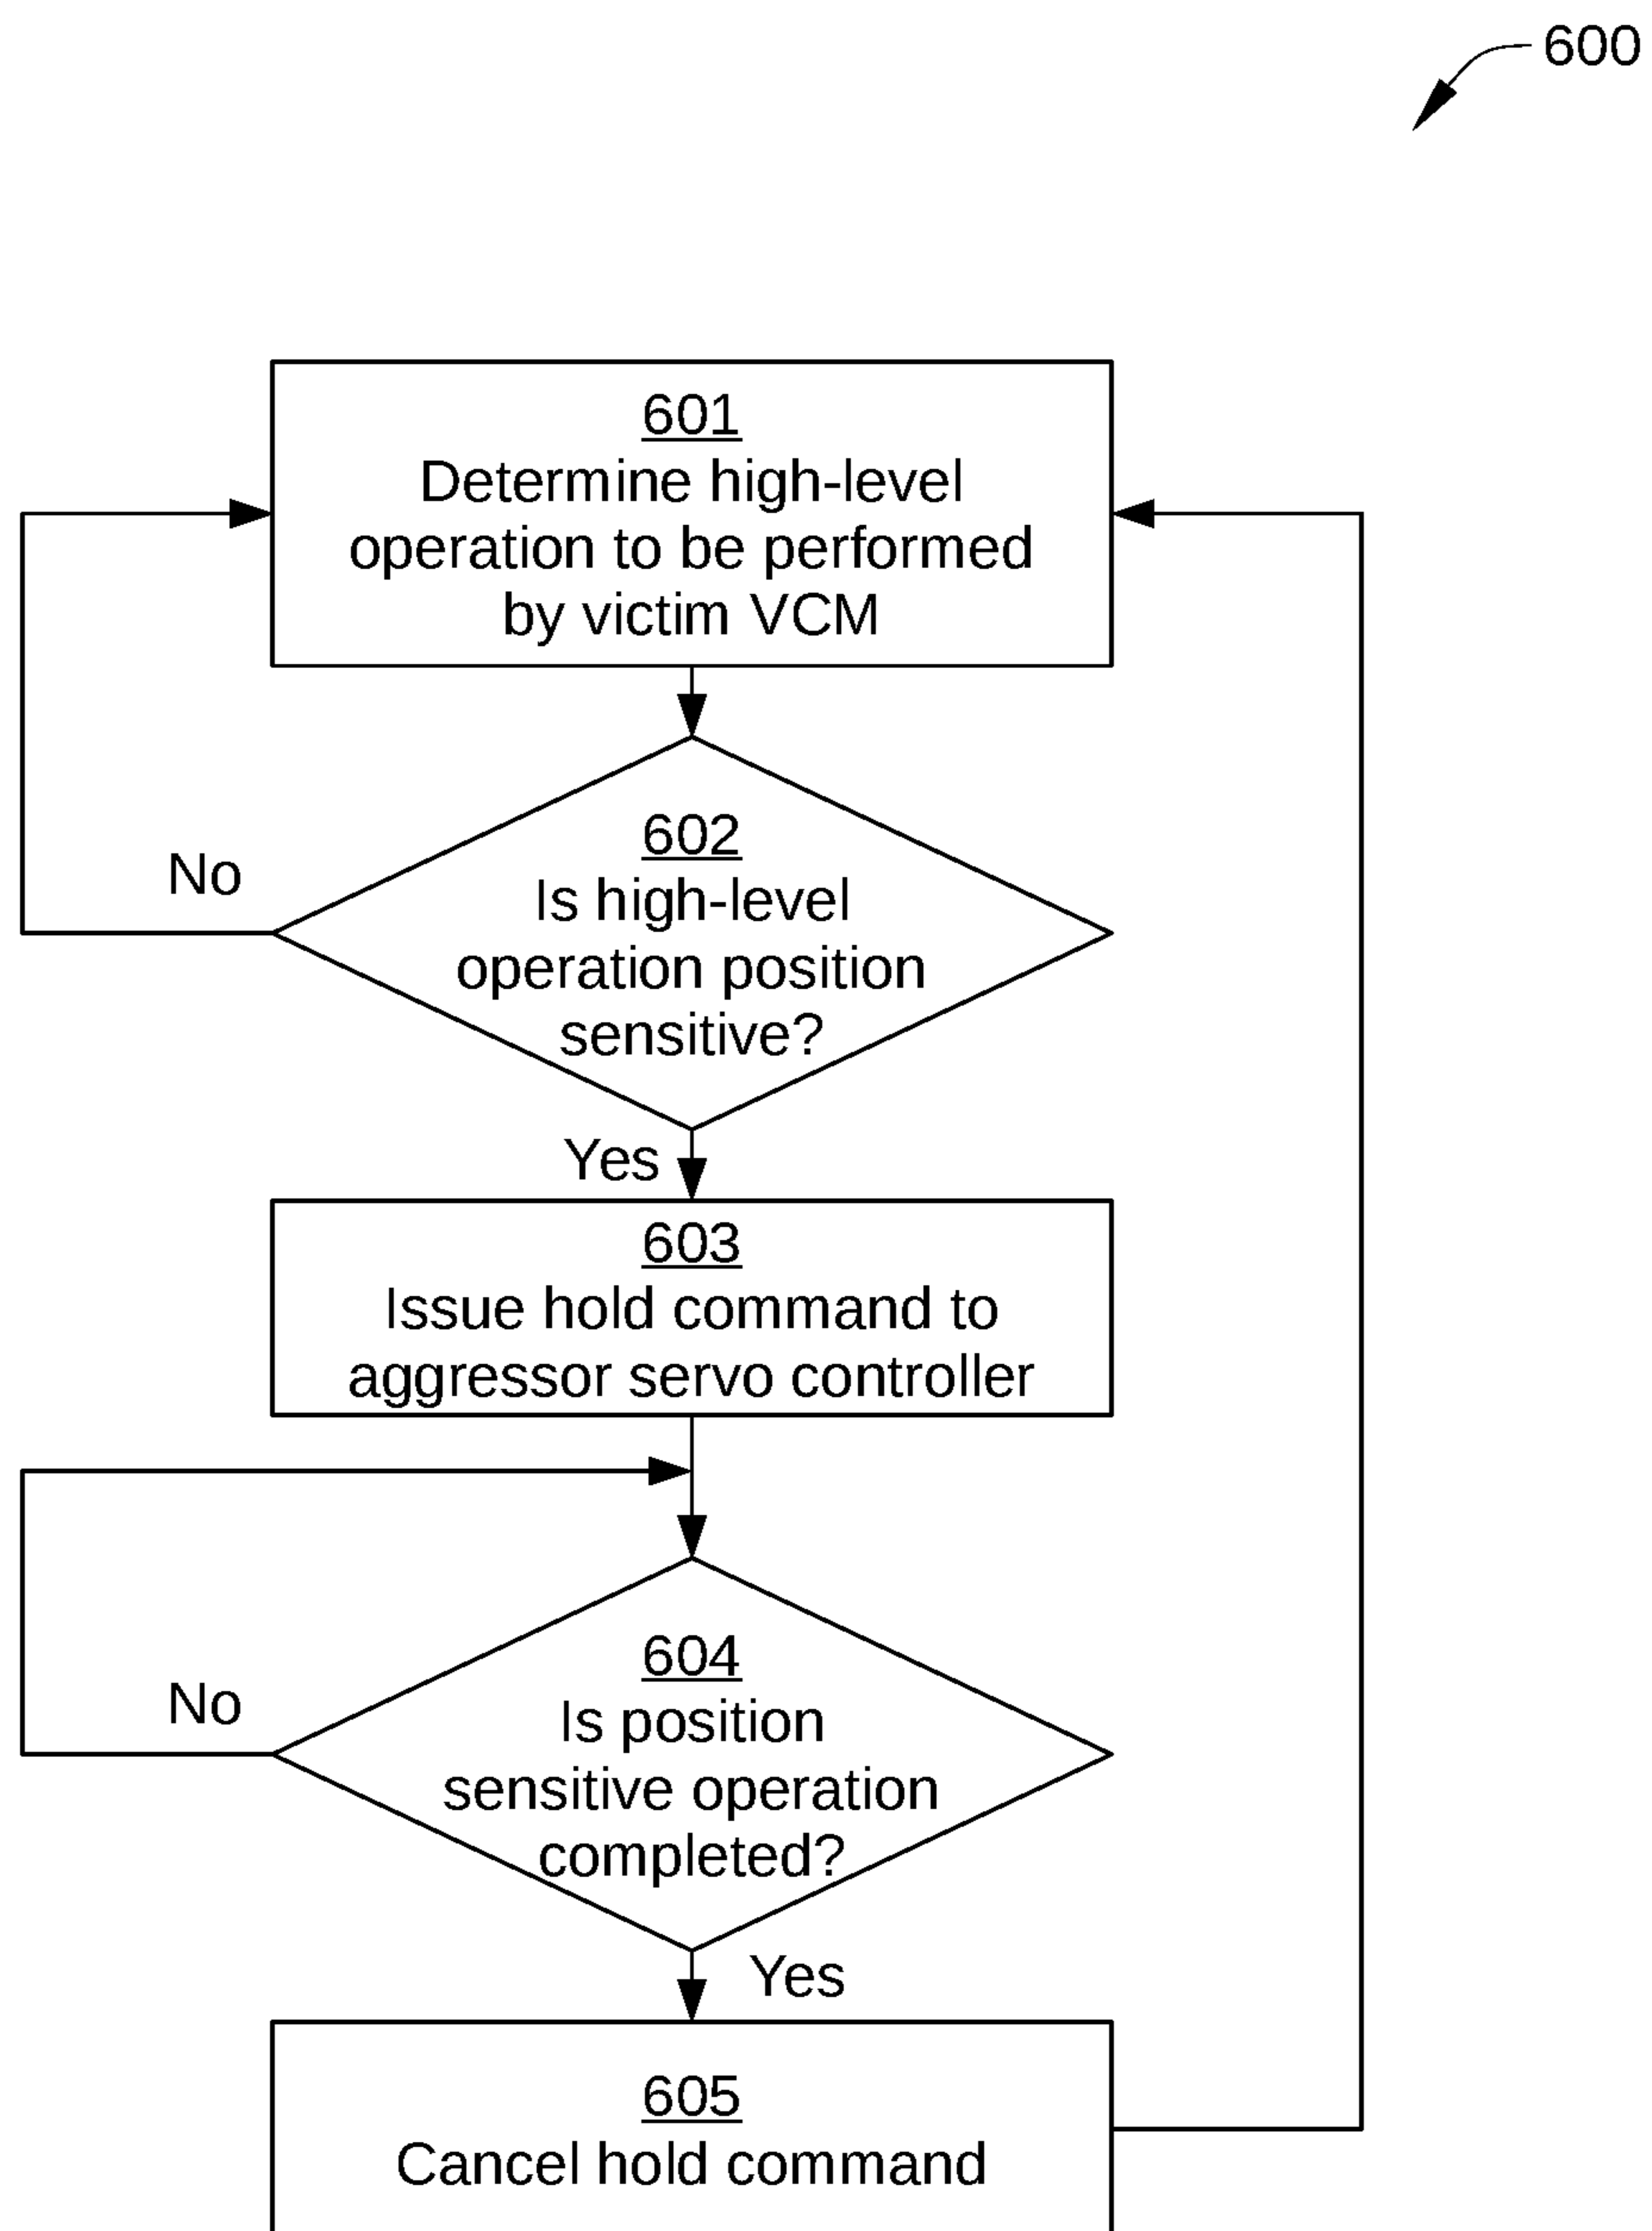 600
601
Determine high-level
operation to be performed
by victim VCM
602
Is high-level
operation position
sensitive?
No
Yes
603
Issue hold command to
aggressor servo controller
604
Is position
sensitive operation
completed?
No
Yes
605
Cancel hold command